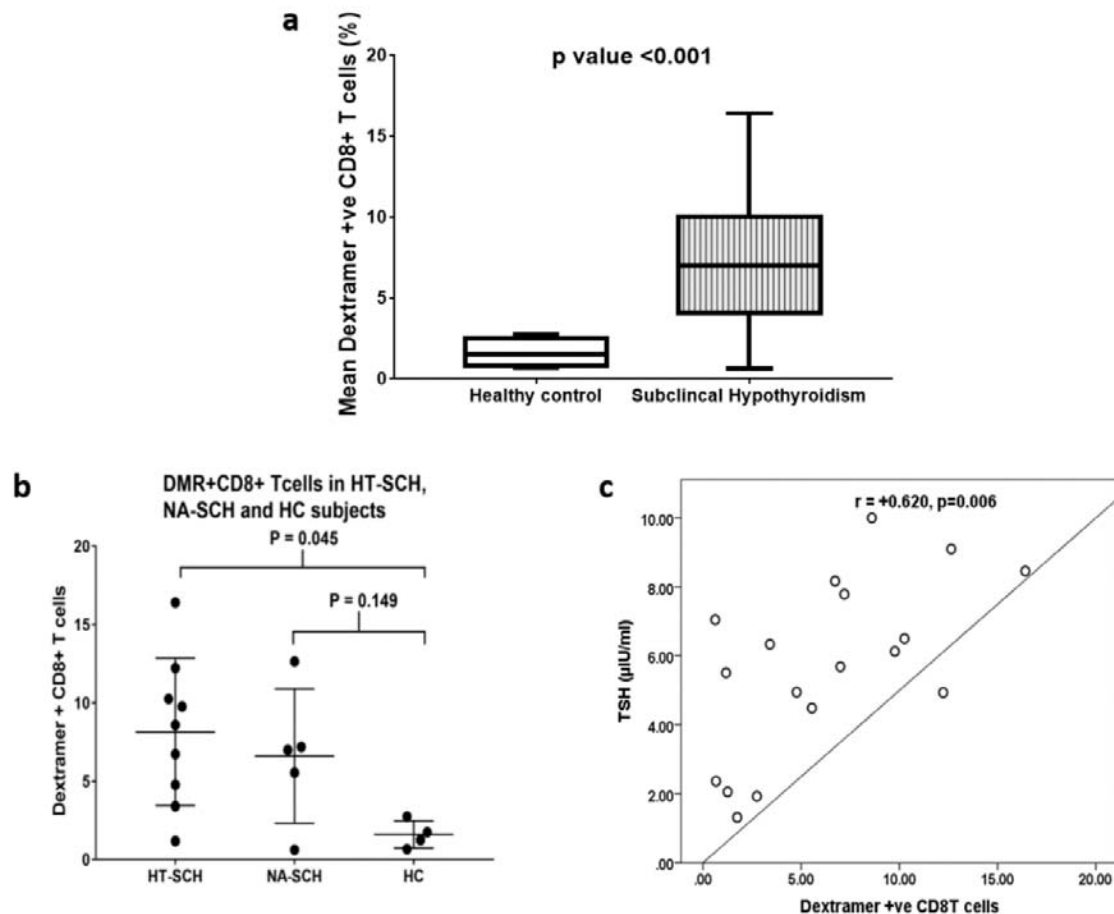 a
Mean Dextramer +ve CD8+ T cells (%)
20
15
10
5
0
p value <0.001
Healthy control
Subclincal Hypothyroidism
b
DMR+CD8+ Tcells in HT-SCH,
NA-SCH and HC subjects
P = 0.045
P = 0.149
Dextramer + CD8+ T cells
20
15
10
5
0
HT-SCH
NA-SCH
HC
c
r = +0.620, p=0.006
TSH (µIU/ml)
10.00
8.00
6.00
4.00
2.00
.00
.00
5.00
10.00
15.00
20.00
Dextramer +ve CD8T cells